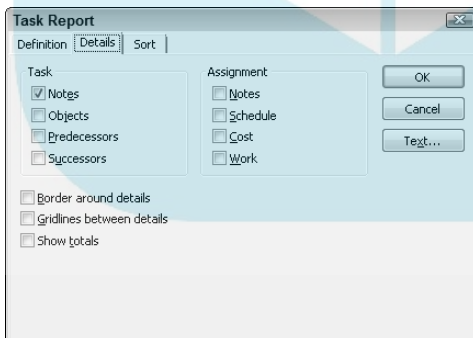 Task Report
Definition Details Sort
Task
Notes
Objects
Predecessors
Successors
Assignment
Notes
Schedule
Cost
Work
OK
Cancel
Text...
Border around details
Gridlines between details
Show totals